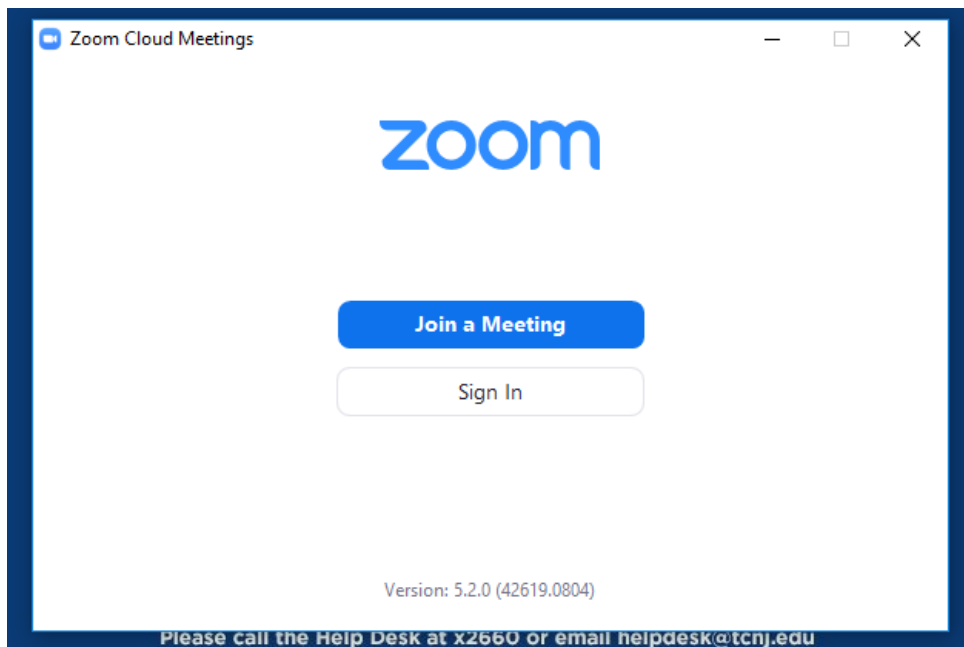 Zoom Cloud Meetings
zoom
Join a Meeting
Sign In
Version: 5.2.0 (42619.0804)
Please call the Help Desk at x2660 or email helpdesk@tcnj.edu